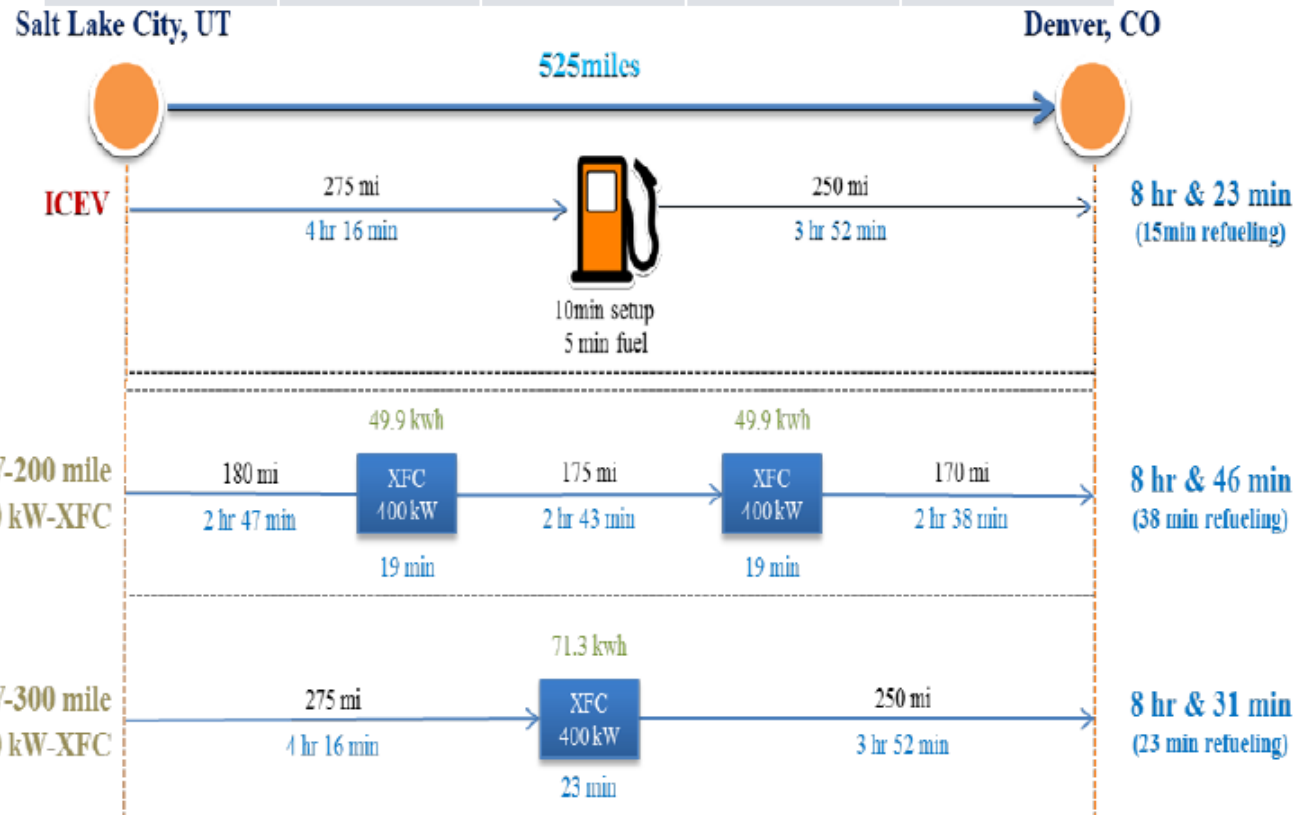 Salt Lake City, UT
Denver, CO
525miles
ICEV
275 mi
4 hr 16 min
250 mi
3 hr 52 min
8 hr & 23 min
(15min refueling)
10min setup
5 min fuel
49.9 kwh
49.9 kwh
-200 mile
kW-XFC
180 mi
2 hr 47 min
XFC
400 kW
19 min
175 mi
2 hr 43 min
XFC
400 kW
19 min
170 mi
2 hr 38 min
8 hr & 46 min
(38 min refueling)
71.3 kwh
-300 mile
kW-XFC
275 mi
4 hr 16 min
XFC
400 kW
23 min
250 mi
3 hr 52 min
8 hr & 31 min
(23 min refueling)